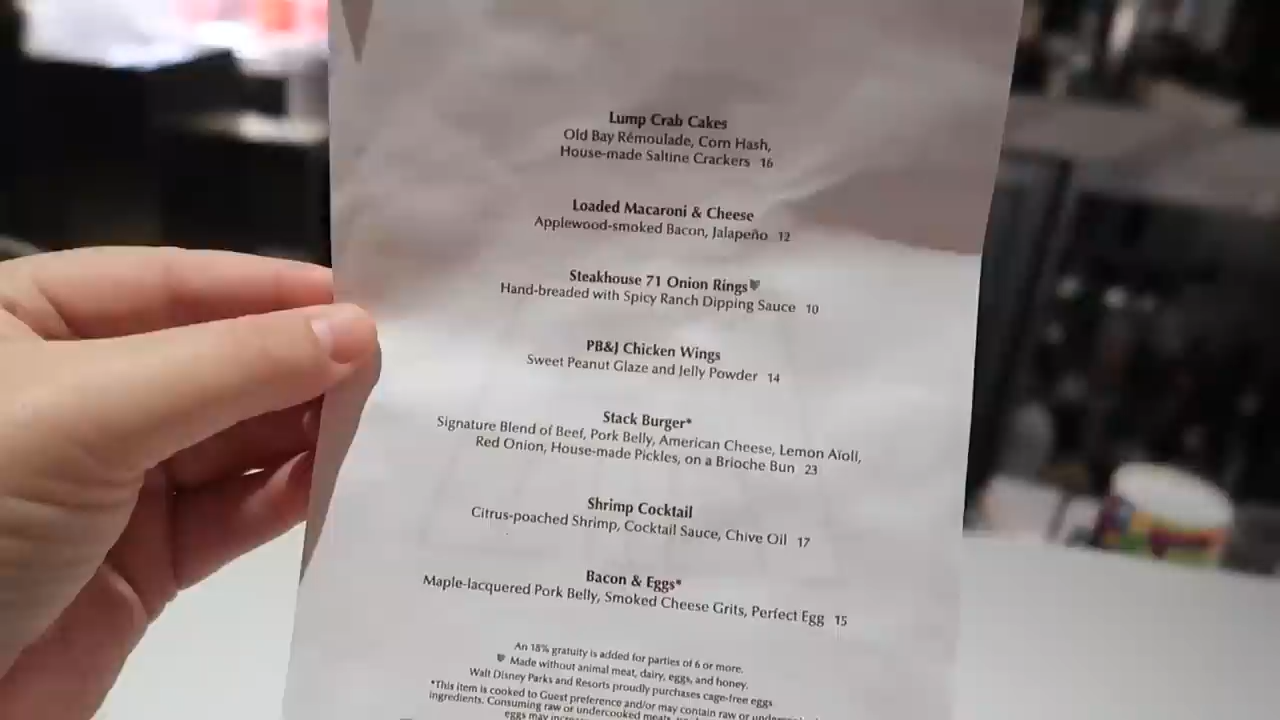 Lump Crab Cakes
Old Bay Rémoulade, Corn Hash,
House-made Saltine Crackers 16
Loaded Macaroni & Cheese
Applewood-smoked Bacon, Jalapeño 12
Steakhouse 71 Onion Rings
Hand-breaded with Spicy Ranch Dipping Sauce 10
PB&J Chicken Wings
Sweet Peanut Glaze and Jelly Powder 14
Stack Burger*
Signature Blend of Beef, Pork Belly, American Cheese, Lemon Aïoli,
Red Onion, House-made Pickles, on a Brioche Bun 23
Shrimp Cocktail
Citrus-poached Shrimp, Cocktail Sauce, Chive Oil 17
Bacon & Eggs*
Maple-lacquered Pork Belly, Smoked Cheese Grits, Perfect Egg 15
An 18% gratuity is added for parties of 6 or more.
Made without animal meat, dairy, eggs, and honey.
Walt Disney Parks and Resorts proudly purchases cage-free eggs
*This item is cooked to Guest preference and/or may contain raw or
ingredients. Consuming raw or undercooked meats,
eggs may